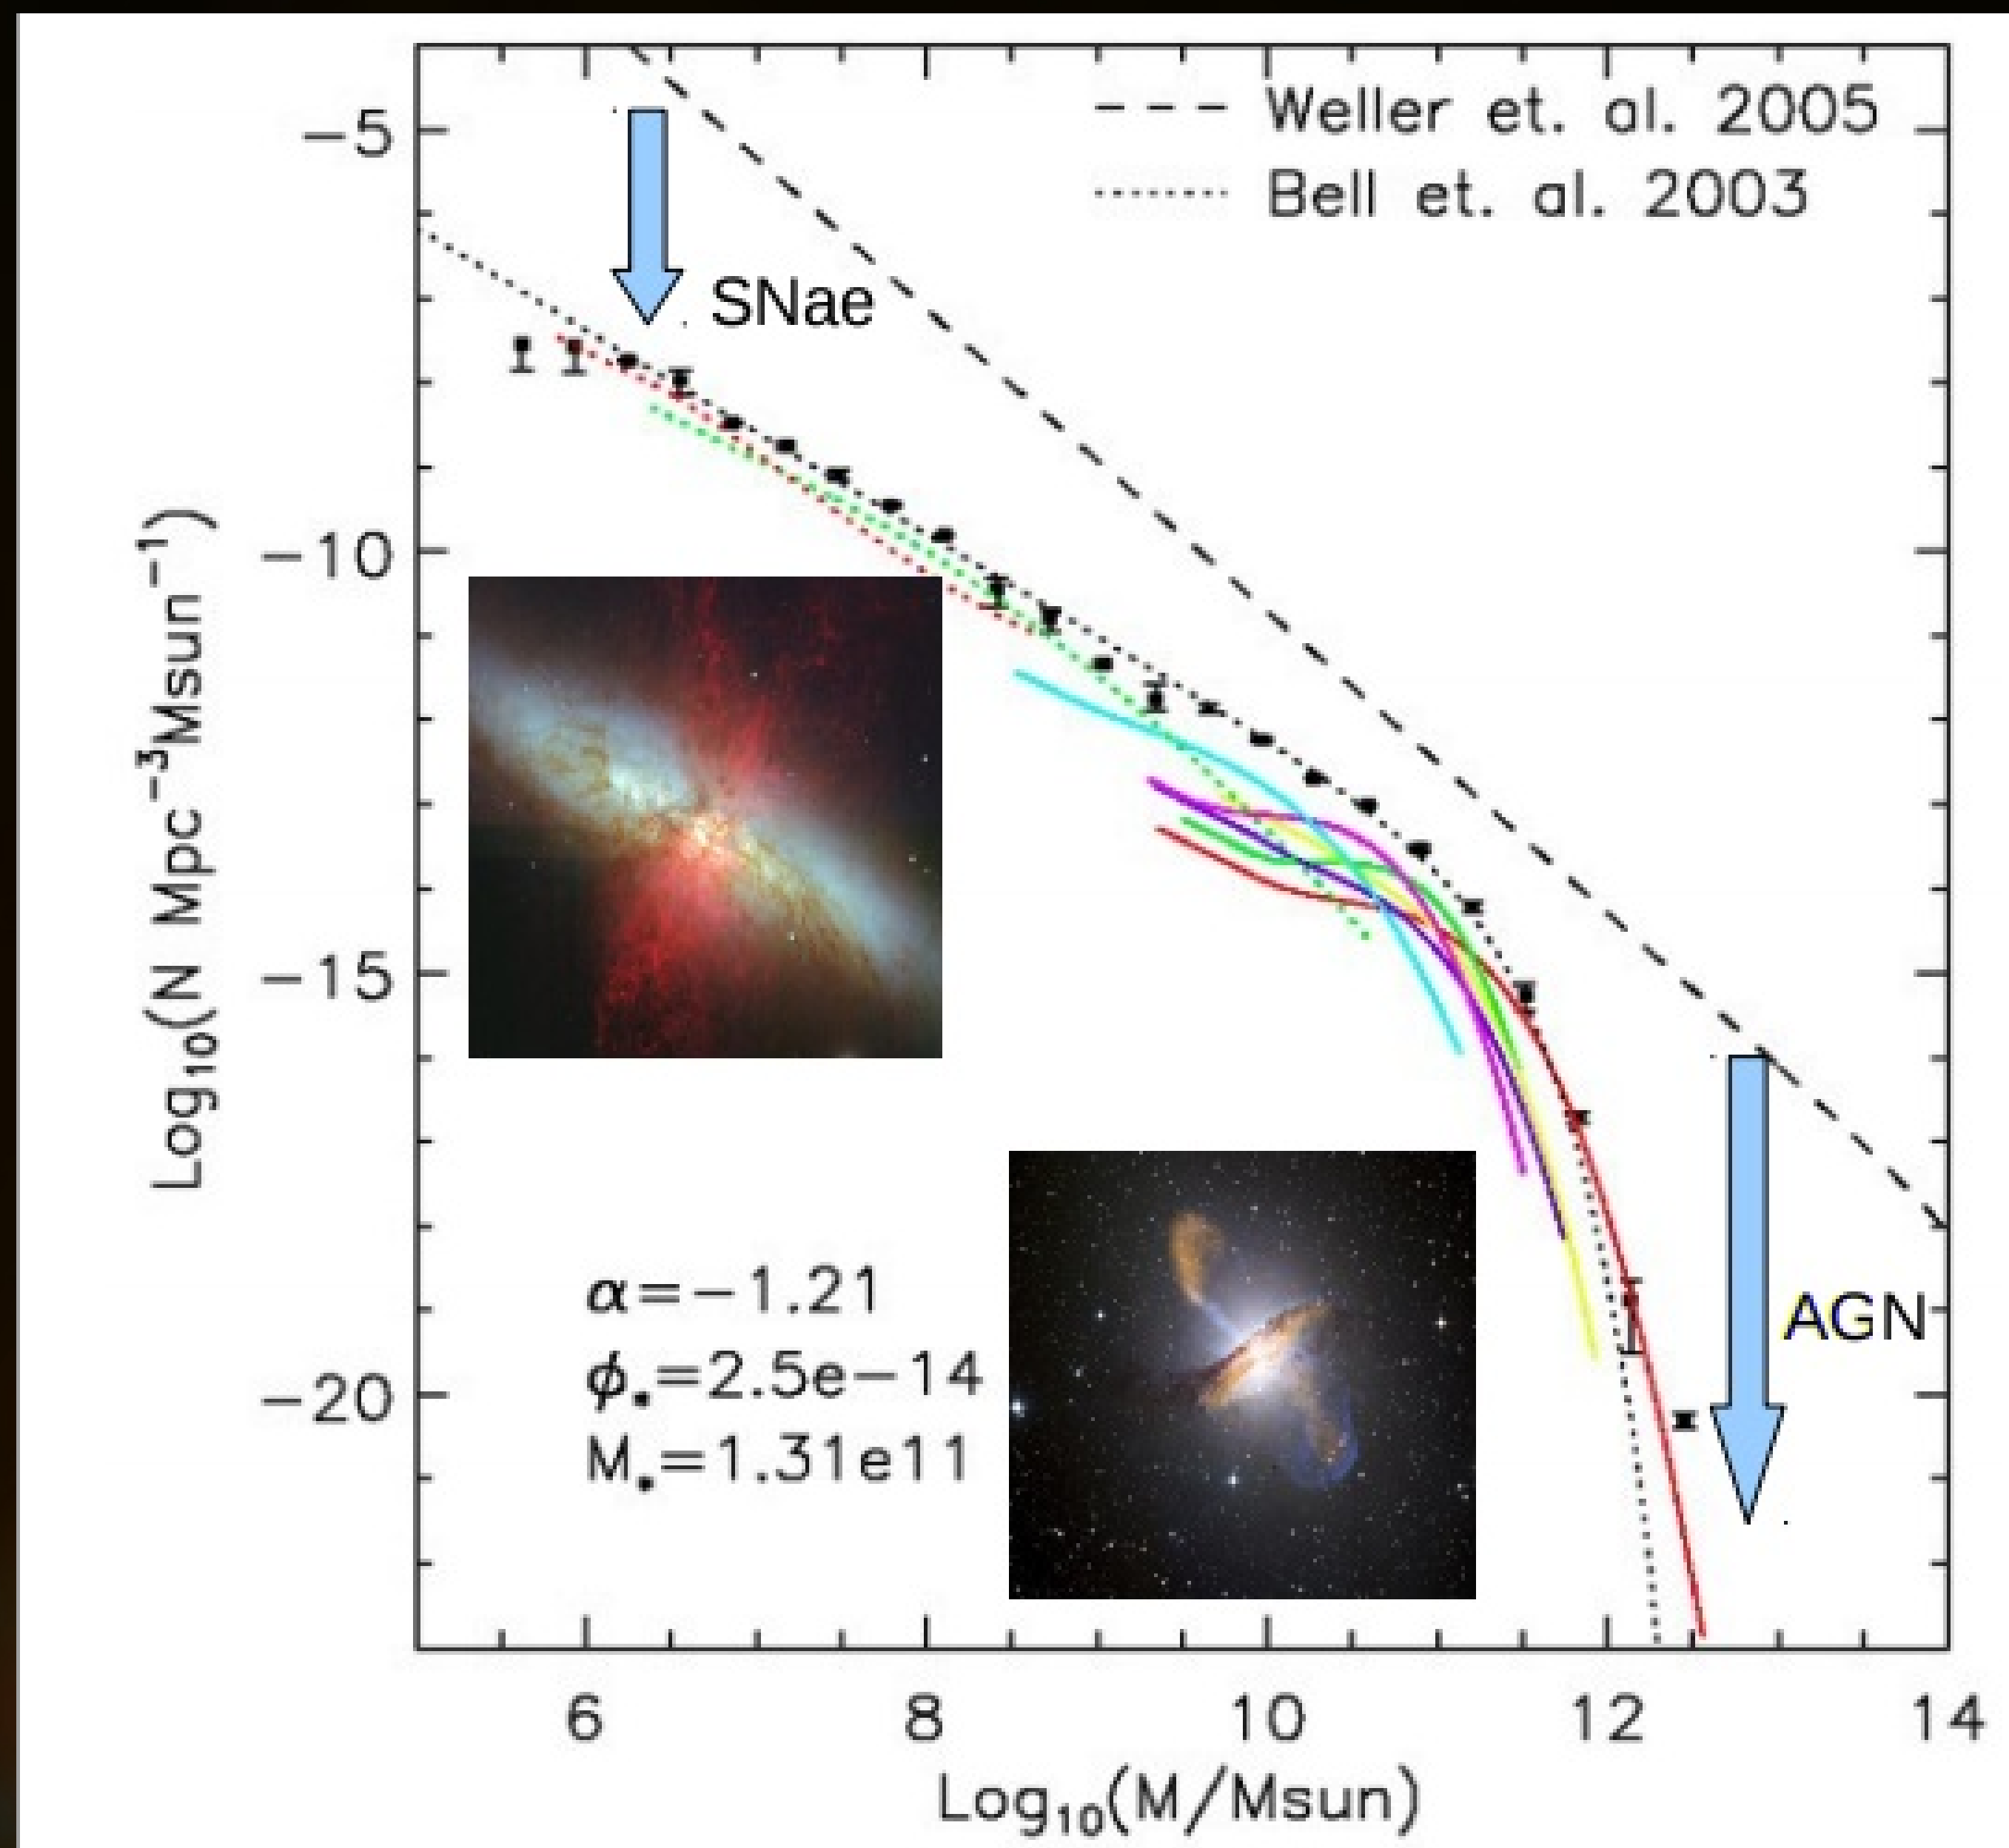 Weller et. al. 2005
Bell et. al. 2003
SNae
AGN
−5
−10
−15
−20
Log₁₀(N Mpc⁻³Msun⁻¹)
α=−1.21
ϕ•=2.5e−14
M•=1.31e11
6 8 10 12 14
Log₁₀(M/Msun)